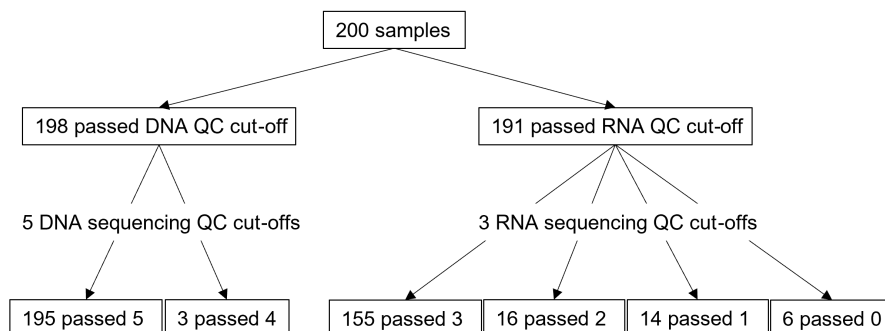 200 samples
198 passed DNA QC cut-off
191 passed RNA QC cut-off
5 DNA sequencing QC cut-offs
3 RNA sequencing QC cut-offs
195 passed 5
3 passed 4
155 passed 3
16 passed 2
14 passed 1
6 passed 0